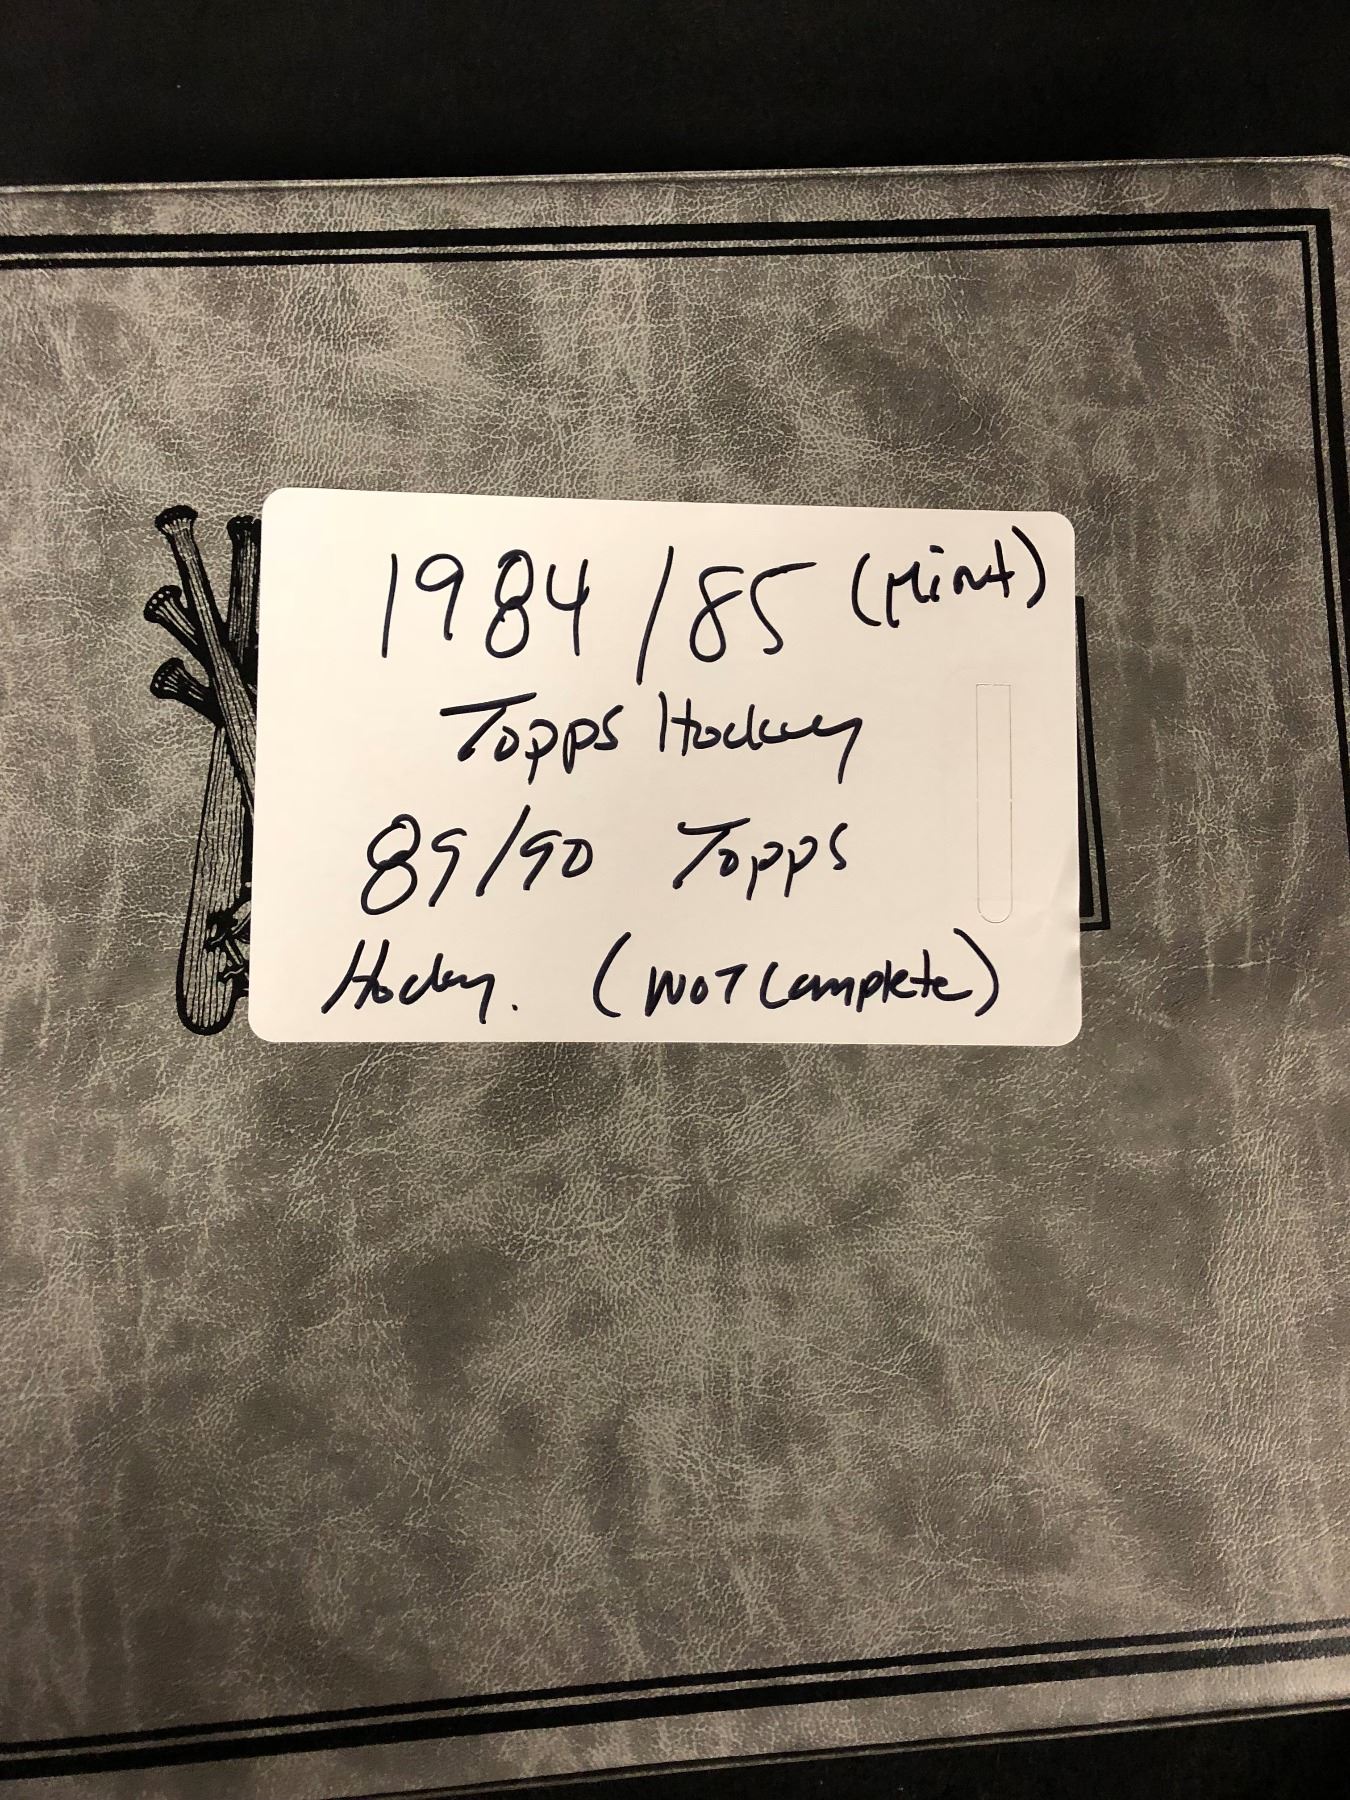 1984/85 (Mint)
Topps Hockey
89/90 Topps
Hockey. (NOT Complete)